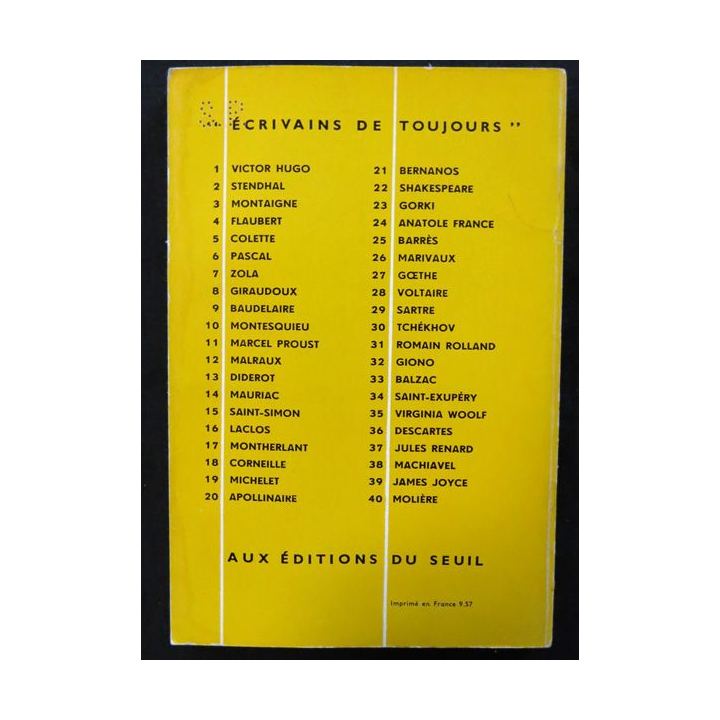 S.P.
ÉCRIVAINS DE TOUJOURS”
1 VICTOR HUGO
2 STENDHAL
3 MONTAIGNE
4 FLAUBERT
5 COLETTE
6 PASCAL
7 ZOLA
8 GIRAUDOUX
9 BAUDELAIRE
10 MONTESQUIEU
11 MARCEL PROUST
12 MALRAUX
13 DIDEROT
14 MAURIAC
15 SAINT-SIMON
16 LACLOS
17 MONTHERLANT
18 CORNEILLE
19 MICHELET
20 APOLLINAIRE
21 BERNANOS
22 SHAKESPEARE
23 GORKI
24 ANATOLE FRANCE
25 BARRÈS
26 MARIVAUX
27 GŒTHE
28 VOLTAIRE
29 SARTRE
30 TCHÉKHOV
31 ROMAIN ROLLAND
32 GIONO
33 BALZAC
34 SAINT-EXUPÉRY
35 VIRGINIA WOOLF
36 DESCARTES
37 JULES RENARD
38 MACHIAVEL
39 JAMES JOYCE
40 MOLIÈRE
AUX ÉDITIONS DU SEUIL
Imprimé en France 9.57